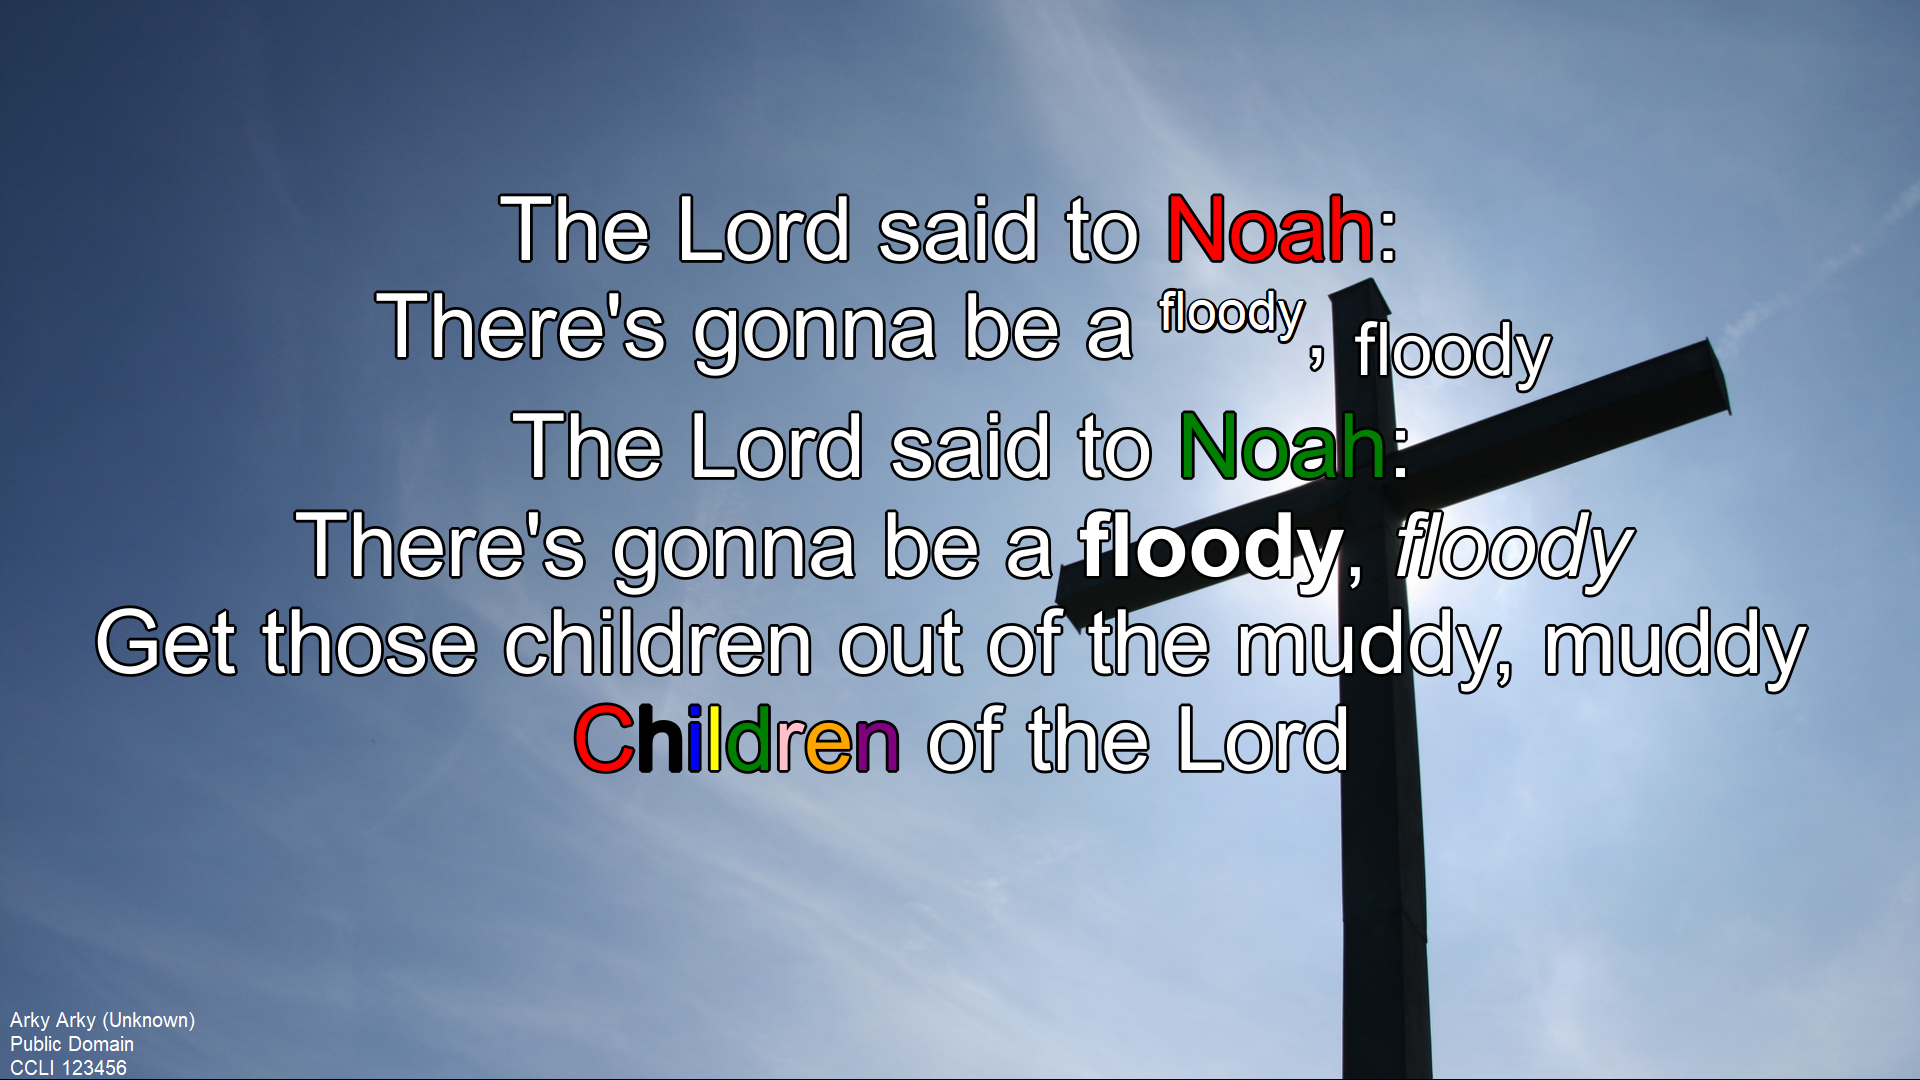 The Lord said to Noah:
There's gonna be a floody, floody
The Lord said to Noah:
There's gonna be a floody, floody
Get those children out of the muddy, muddy
Children of the Lord
Arky Arky (Unknown)
Public Domain
CCLI 123456